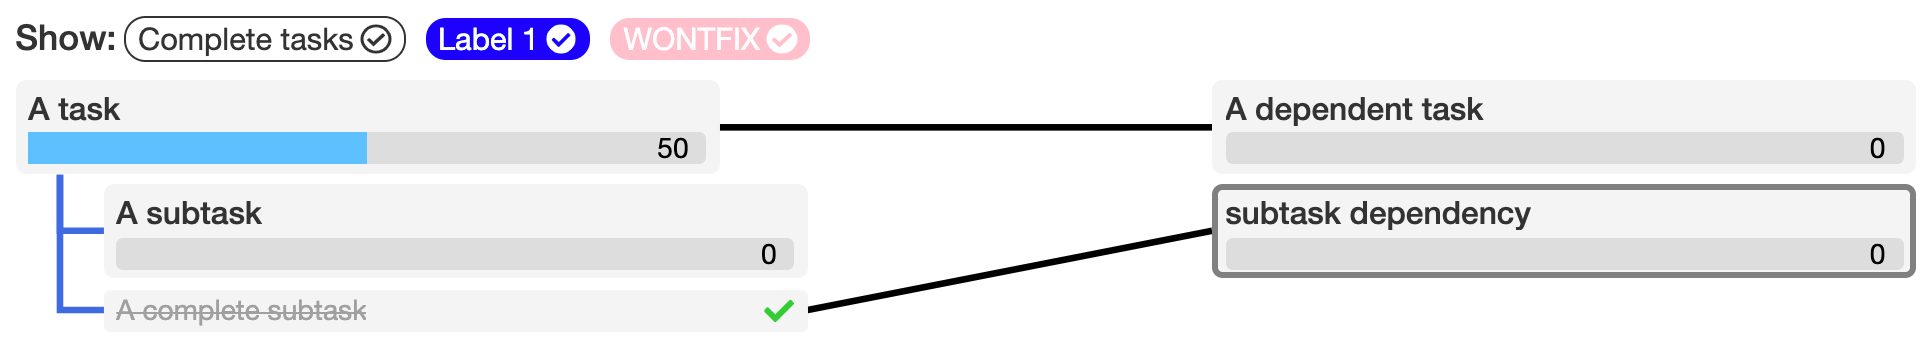 Show: Complete tasks Label 1 WONTFIX
A task
50
A dependent task
0
A subtask
0
subtask dependency
0
A complete subtask